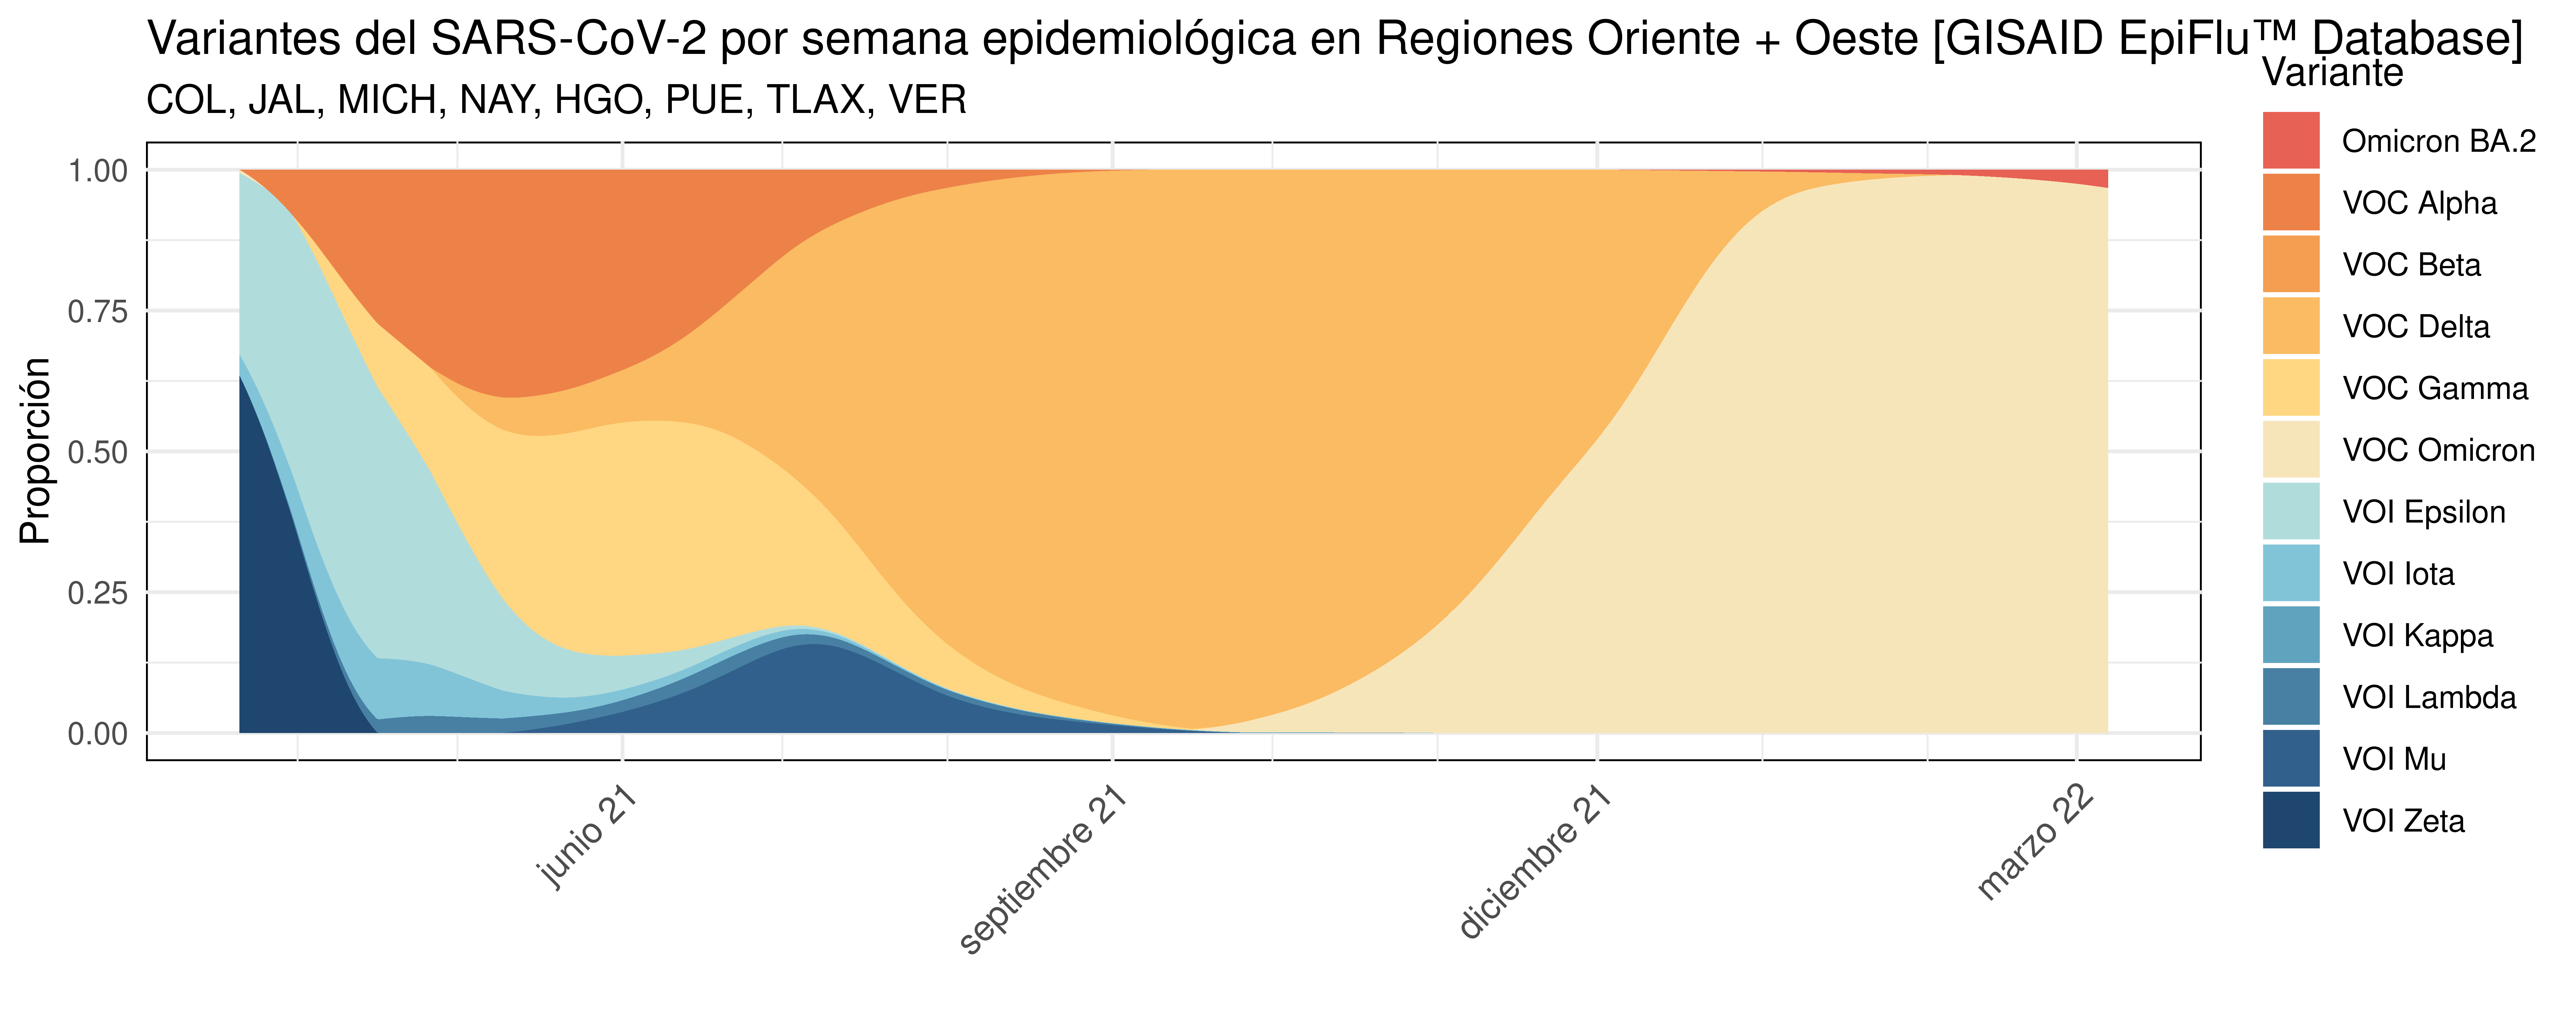 Variantes del SARS-CoV-2 por semana epidemiológica en Regiones Oriente + Oeste [GISAID EpiFlu™ Database]
COL, JAL, MICH, NAY, HGO, PUE, TLAX, VER
Proporción
1.00
0.75
0.50
0.25
0.00
junio 21
septiembre 21
diciembre 21
marzo 22
Variante
Omicron BA.2
VOC Alpha
VOC Beta
VOC Delta
VOC Gamma
VOC Omicron
VOI Epsilon
VOI Iota
VOI Kappa
VOI Lambda
VOI Mu
VOI Zeta